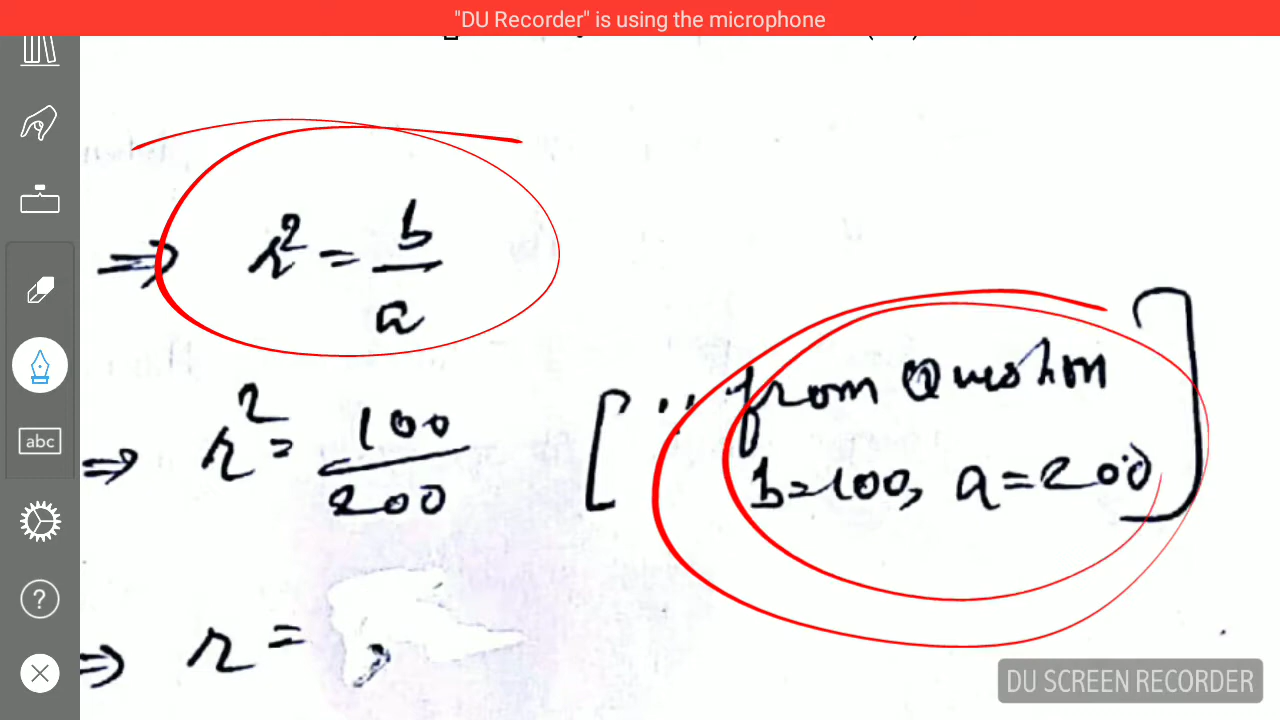 "DU Recorder" is using the microphone
⇒ r² = b/a
⇒ r² = 100/200 [∵ from Question
b=100, a=200]
⇒ r =
abc
?
DU SCREEN RECORDER